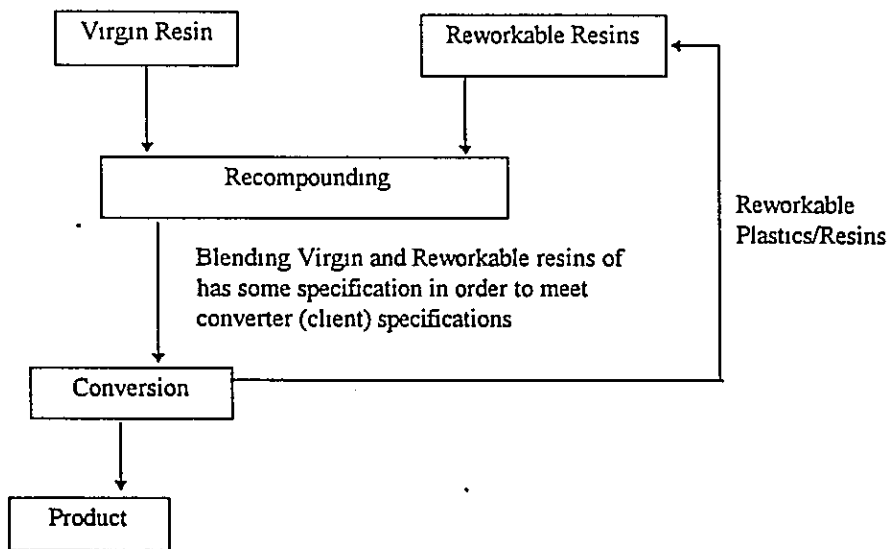 Virgin Resin
Reworkable Resins
Recompounding
Reworkable
Plastics/Resins
Blending Virgin and Reworkable resins of
has some specification in order to meet
converter (client) specifications
Conversion
Product